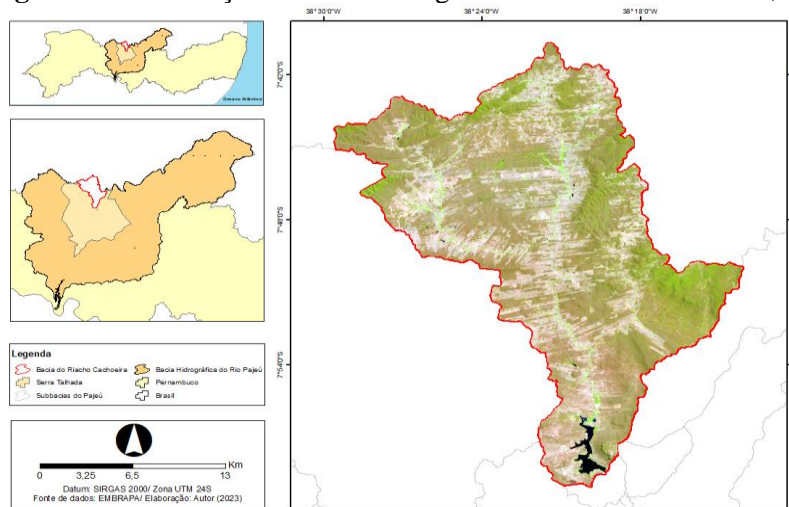 38°30'0"W 38°24'0"W 38°18'0"W
7°42'0"S
7°48'0"S
7°54'0"S
Oceano Atlântico
Legenda
Bacia do Riacho Cachoeira
Bacia Hidrográfica do Rio Pajeú
Serra Talhada
Pernambuco
Subbacias do Pajeú
Brasil
0 3,25 6,5 13 Km
Datum: SIRGAS 2000/ Zona UTM 24S
Fonte de dados: EMBRAPA/ Elaboração: Autor (2023)